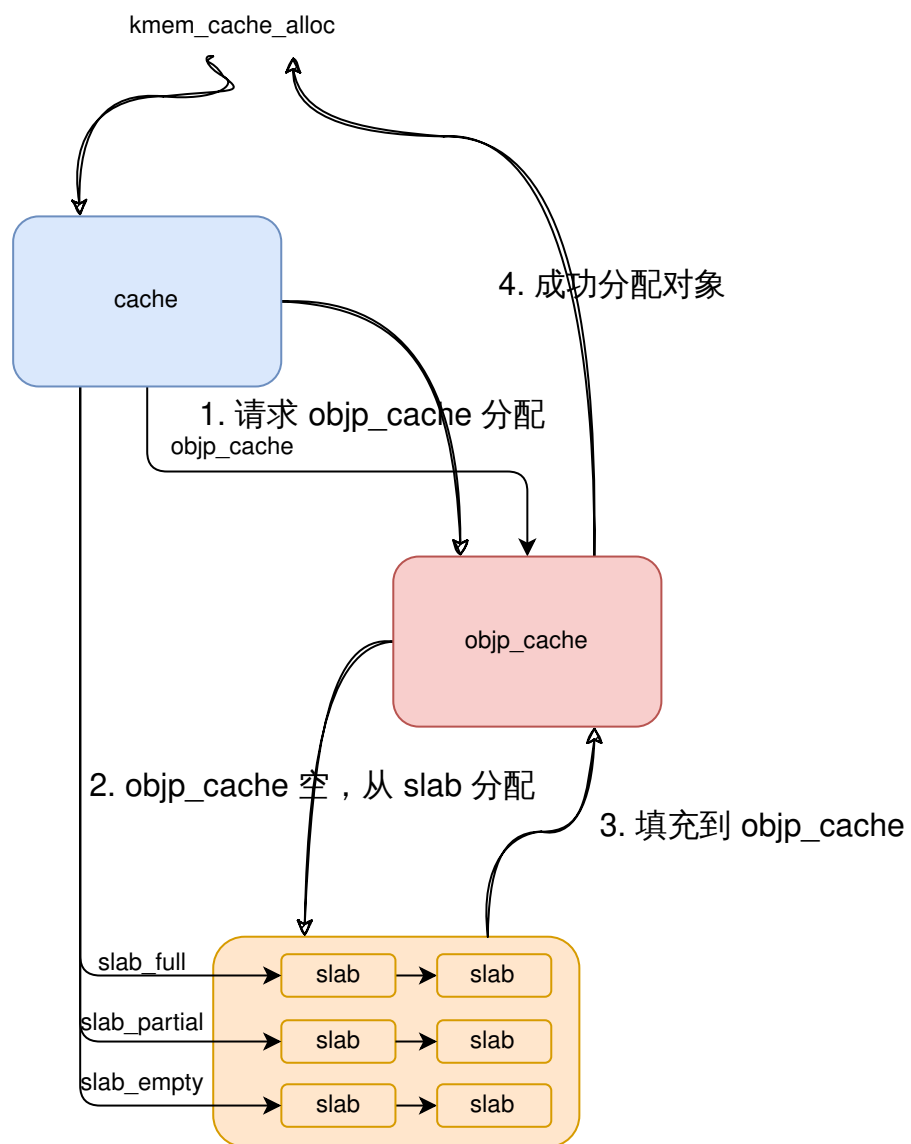 kmem_cache_alloc
cache
4. 成功分配对象
1. 请求 objp_cache 分配
objp_cache
objp_cache
2. objp_cache 空，从 slab 分配
3. 填充到 objp_cache
slab_full
slab
slab
slab_partial
slab
slab
slab_empty
slab
slab